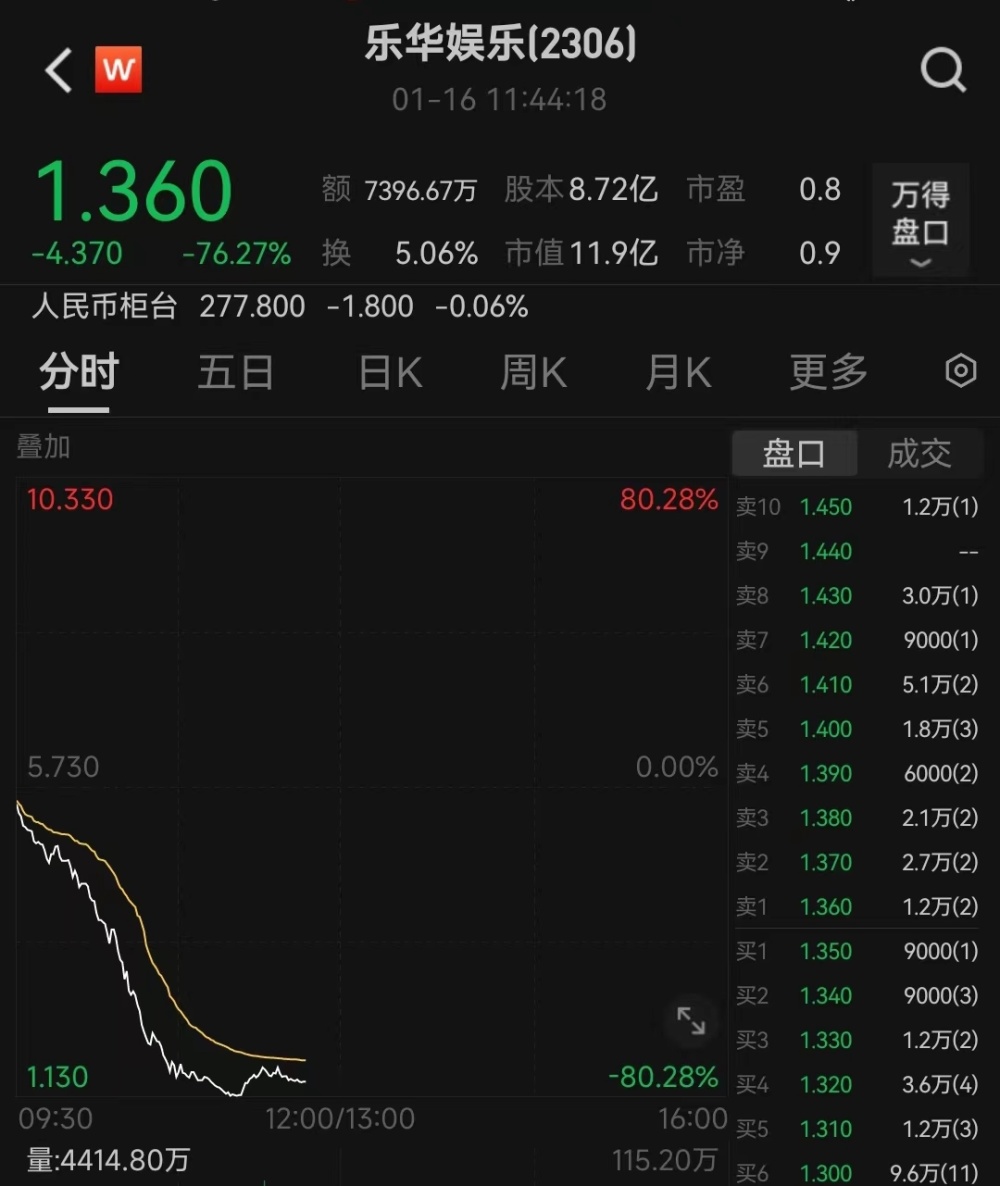 乐华娱乐(2306)
W
01-16 11:44:18
1.360
-4.370 -76.27%
额 7396.67万 股本 8.72亿 市盈 0.8
换 5.06% 市值 11.9亿 市净 0.9
万得
盘口
人民币柜台 277.800 -1.800 -0.06%
分时 五日 日K 周K 月K 更多
叠加
盘口 成交
10.330 80.28%
5.730 0.00%
1.130 -80.28%
09:30 12:00/13:00 16:00
量:4414.80万 115.20万
卖10 1.450 1.2万(1)
卖9 1.440 --
卖8 1.430 3.0万(1)
卖7 1.420 9000(1)
卖6 1.410 5.1万(2)
卖5 1.400 1.8万(3)
卖4 1.390 6000(2)
卖3 1.380 2.1万(2)
卖2 1.370 2.7万(2)
卖1 1.360 1.2万(2)
买1 1.350 9000(1)
买2 1.340 9000(3)
买3 1.330 1.2万(2)
买4 1.320 3.6万(4)
买5 1.310 1.2万(3)
买6 1.300 9.6万(11)